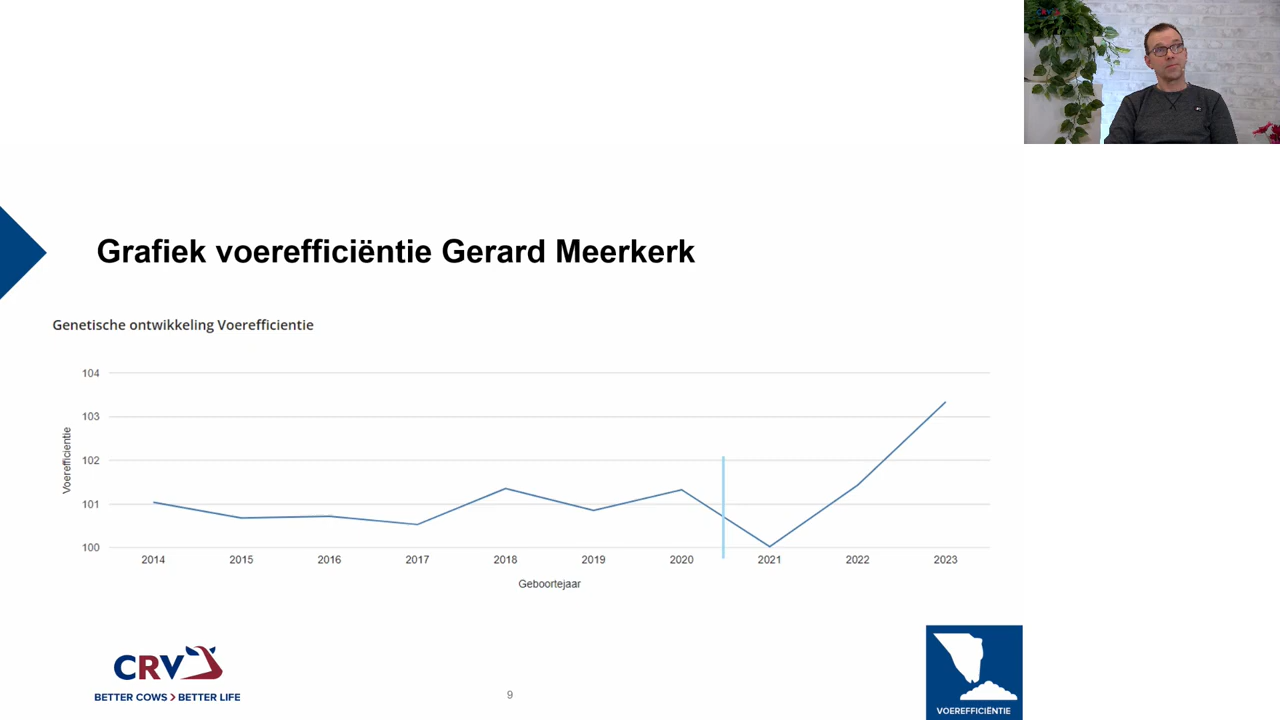 CRV
Grafiek voerefficiëntie Gerard Meerkerk
Genetische ontwikkeling Voerefficientie
104
103
102
101
100
Voerefficientie
2014 2015 2016 2017 2018 2019 2020 2021 2022 2023
Geboortejaar
CRV
BETTER COWS > BETTER LIFE
9
VOEREFFICIËNTIE